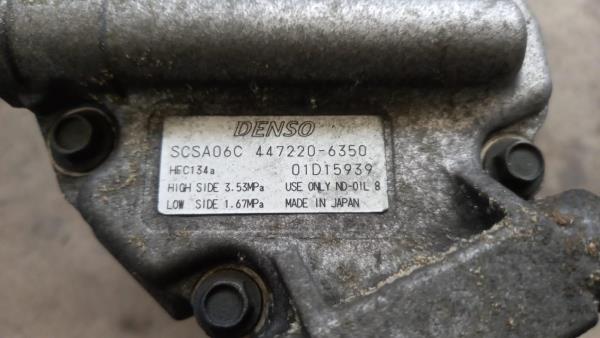 DENSO
SCSA06C 447220-6350
HFC134a 01D15939
HIGH SIDE 3.53MPa USE ONLY ND-OIL 8
LOW SIDE 1.67MPa MADE IN JAPAN